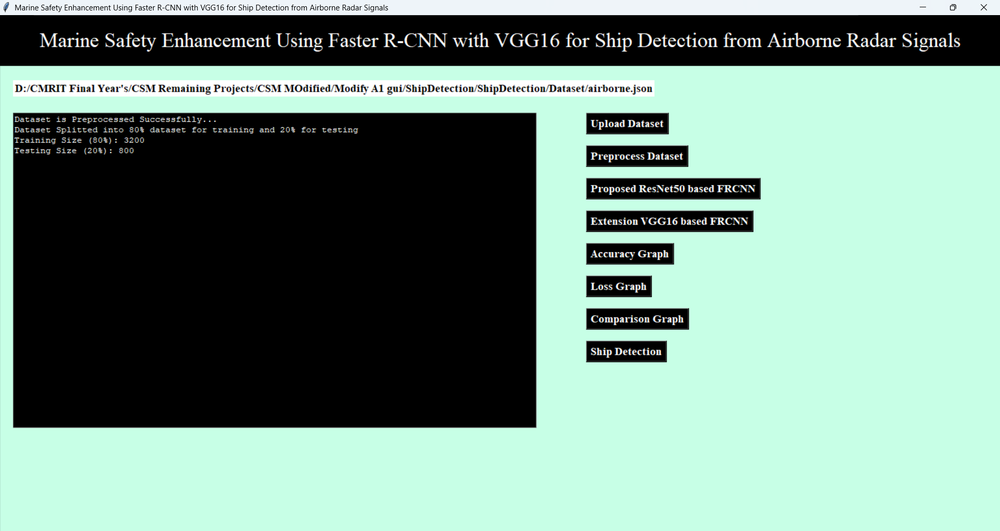 Marine Safety Enhancement Using Faster R-CNN with VGG16 for Ship Detection from Airborne Radar Signals
Marine Safety Enhancement Using Faster R-CNN with VGG16 for Ship Detection from Airborne Radar Signals
D:/CMRIT Final Year's/CSM Remaining Projects/CSM MOdified/Modify A1 gui/ShipDetection/ShipDetection/Dataset/airborne.json
Dataset is Preprocessed Successfully...
Dataset Splitted into 80% dataset for training and 20% for testing
Training Size (80%): 3200
Testing Size (20%): 800
Upload Dataset
Preprocess Dataset
Proposed ResNet50 based FRCNN
Extension VGG16 based FRCNN
Accuracy Graph
Loss Graph
Comparison Graph
Ship Detection